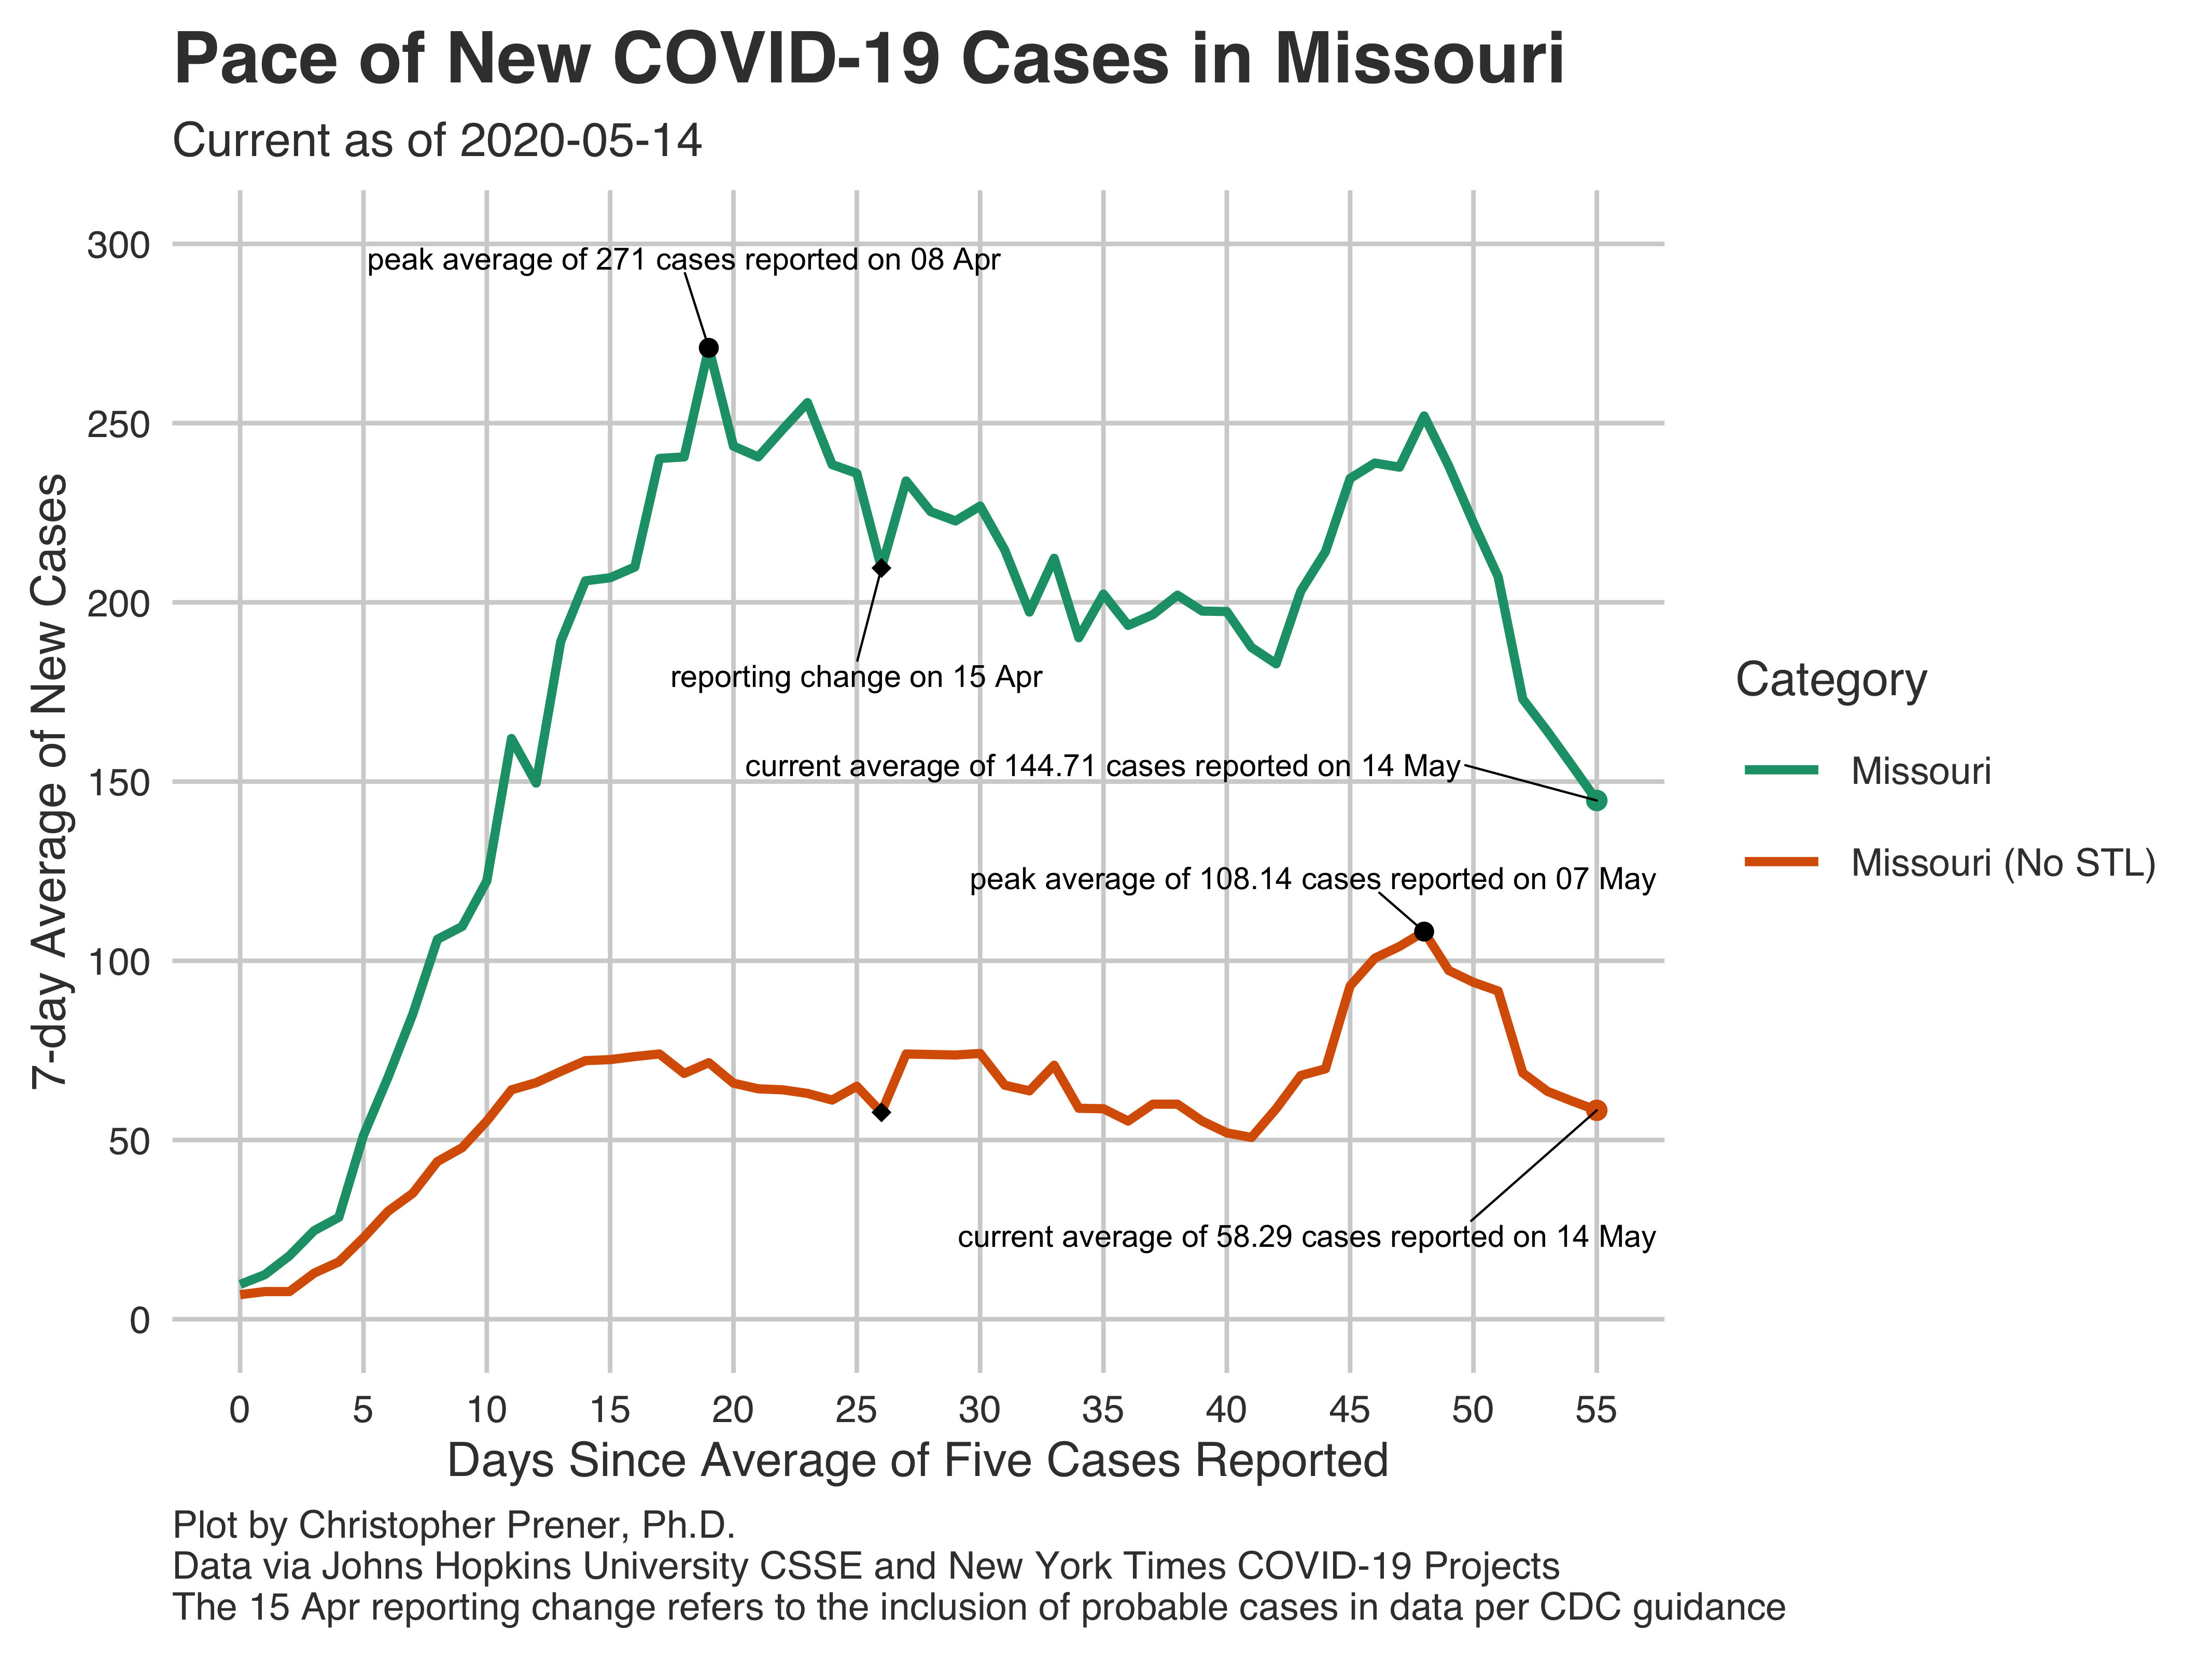 Pace of New COVID-19 Cases in Missouri
Current as of 2020-05-14
7-day Average of New Cases
300
250
200
150
100
50
0
peak average of 271 cases reported on 08 Apr
reporting change on 15 Apr
current average of 144.71 cases reported on 14 May
peak average of 108.14 cases reported on 07 May
current average of 58.29 cases reported on 14 May
0 5 10 15 20 25 30 35 40 45 50 55
Days Since Average of Five Cases Reported
Category
Missouri
Missouri (No STL)
Plot by Christopher Prener, Ph.D.
Data via Johns Hopkins University CSSE and New York Times COVID-19 Projects
The 15 Apr reporting change refers to the inclusion of probable cases in data per CDC guidance